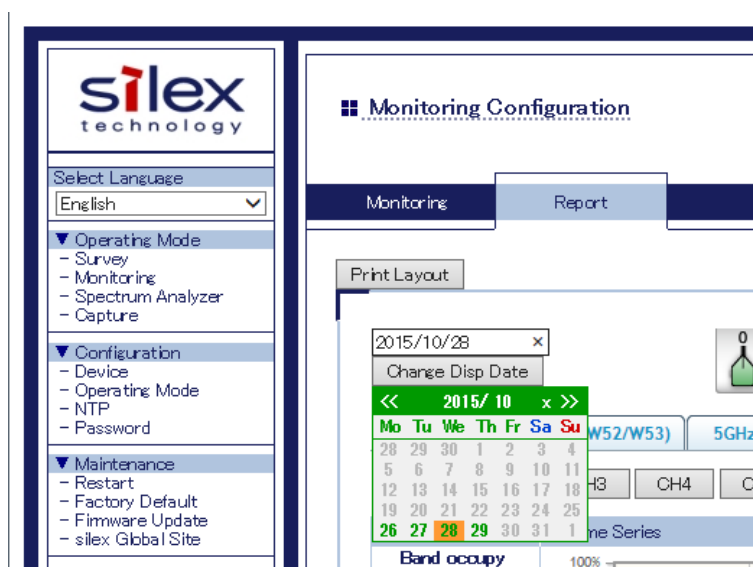 silex
technology
Select Language
English
▼ Operating Mode
- Survey
- Monitoring
- Spectrum Analyzer
- Capture
▼ Configuration
- Device
- Operating Mode
- NTP
- Password
▼ Maintenance
- Restart
- Factory Default
- Firmware Update
- silex Global Site
Monitoring Configuration
Monitoring Report
Print Layout
2015/10/28 ×
0
Change Disp Date
<< 2015/ 10 x >>
Mo Tu We Th Fr Sa Su
28 29 30 1 2 3 4
5 6 7 8 9 10 11
12 13 14 15 16 17 18
19 20 21 22 23 24 25
26 27 28 29 30 31 1
W52/W53) 5GHz
H3 CH4 C
me Series
Band occupy
100%